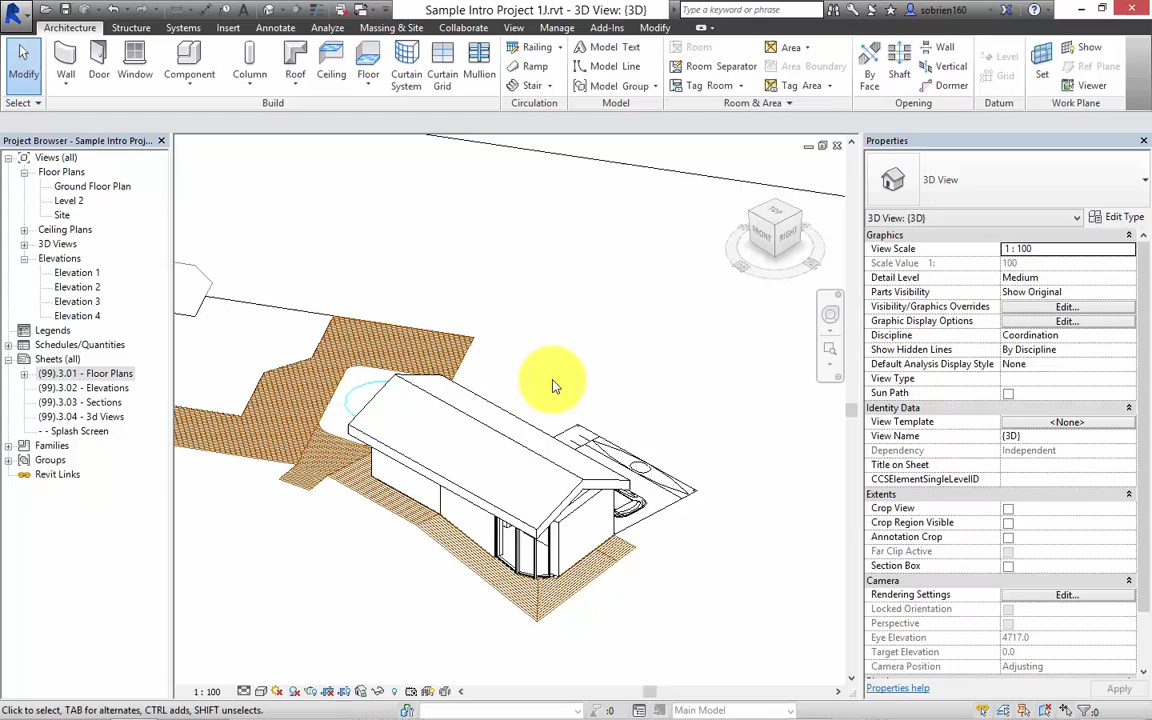 Sample Intro Project 1J.rvt - 3D View: {3D}
Type a keyword or phrase
sobrien160
Architecture Structure Systems Insert Annotate Analyze Massing & Site Collaborate View Manage Add-Ins Modify
Modify
Wall
Door
Window
Component
Column
Roof
Ceiling
Floor
Curtain System
Curtain Grid
Mullion
Railing
Ramp
Stair
Model Text
Model Line
Model Group
Room
Room Separator
Tag Room
Area
Area Boundary
Tag Area
By Face
Shaft
Wall
Vertical
Dormer
Level
Grid
Set
Show
Ref Plane
Viewer
Select Build Circulation Model Room & Area Opening Datum Work Plane
Project Browser - Sample Intro Proj...
Views (all)
Floor Plans
Ground Floor Plan
Level 2
Site
Ceiling Plans
3D Views
Elevations
Elevation 1
Elevation 2
Elevation 3
Elevation 4
Legends
Schedules/Quantities
Sheets (all)
(99).3.01 - Floor Plans
(99).3.02 - Elevations
(99).3.03 - Sections
(99).3.04 - 3d Views
- - Splash Screen
Families
Groups
Revit Links
TOP
FRONT
RIGHT
Properties
3D View
3D View: {3D} Edit Type
Graphics
View Scale 1 : 100
Scale Value 1: 100
Detail Level Medium
Parts Visibility Show Original
Visibility/Graphics Overrides Edit...
Graphic Display Options Edit...
Discipline Coordination
Show Hidden Lines By Discipline
Default Analysis Display Style None
View Type
Sun Path
Identity Data
View Template <None>
View Name {3D}
Dependency Independent
Title on Sheet
CCSElementSingleLevelID
Extents
Crop View
Crop Region Visible
Annotation Crop
Far Clip Active
Section Box
Camera
Rendering Settings Edit...
Locked Orientation
Perspective
Eye Elevation 4717.0
Target Elevation 0.0
Camera Position Adjusting
Properties help Apply
1 : 100
Click to select, TAB for alternates, CTRL adds, SHIFT unselects.
:0
Main Model
:0